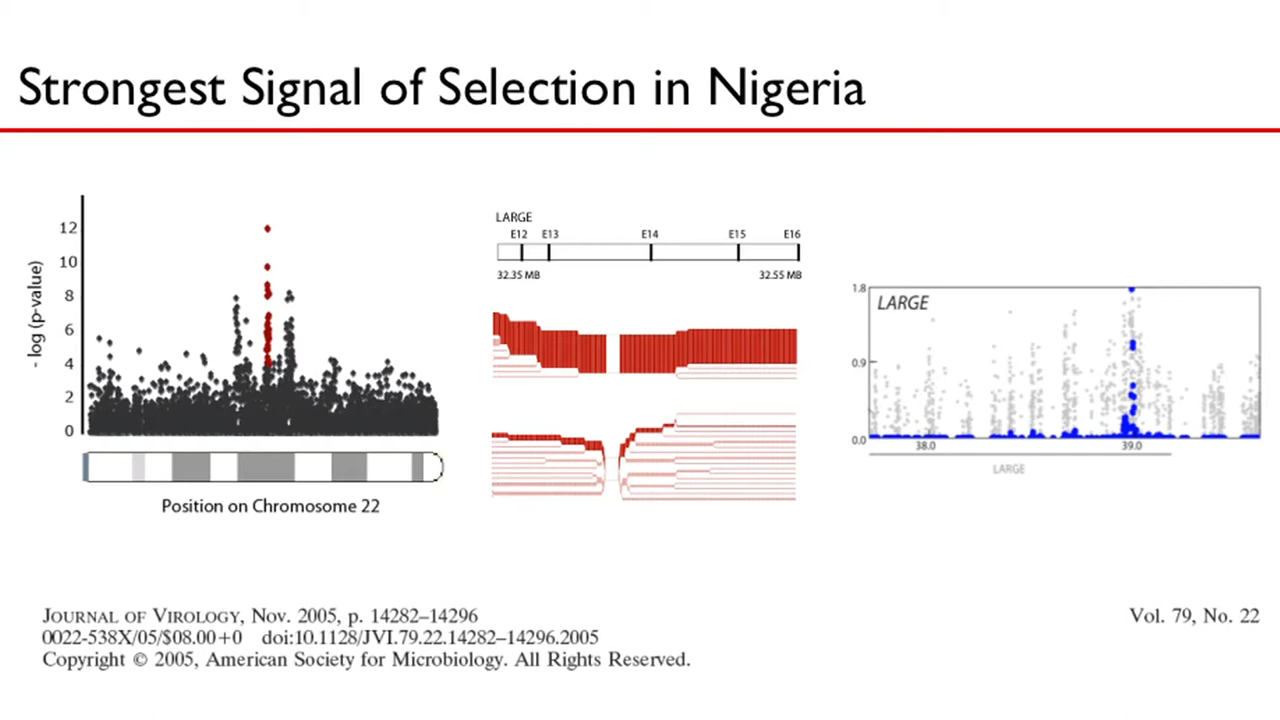 Strongest Signal of Selection in Nigeria
12
10
8
6
4
2
0
- log (p-value)
Position on Chromosome 22
LARGE
E12 E13 E14 E15 E16
32.35 MB 32.55 MB
1.8
0.9
0.0
LARGE
38.0 39.0
LARGE
JOURNAL OF VIROLOGY, Nov. 2005, p. 14282–14296 Vol. 79, No. 22
0022-538X/05/$08.00+0 doi:10.1128/JVI.79.22.14282–14296.2005
Copyright © 2005, American Society for Microbiology. All Rights Reserved.